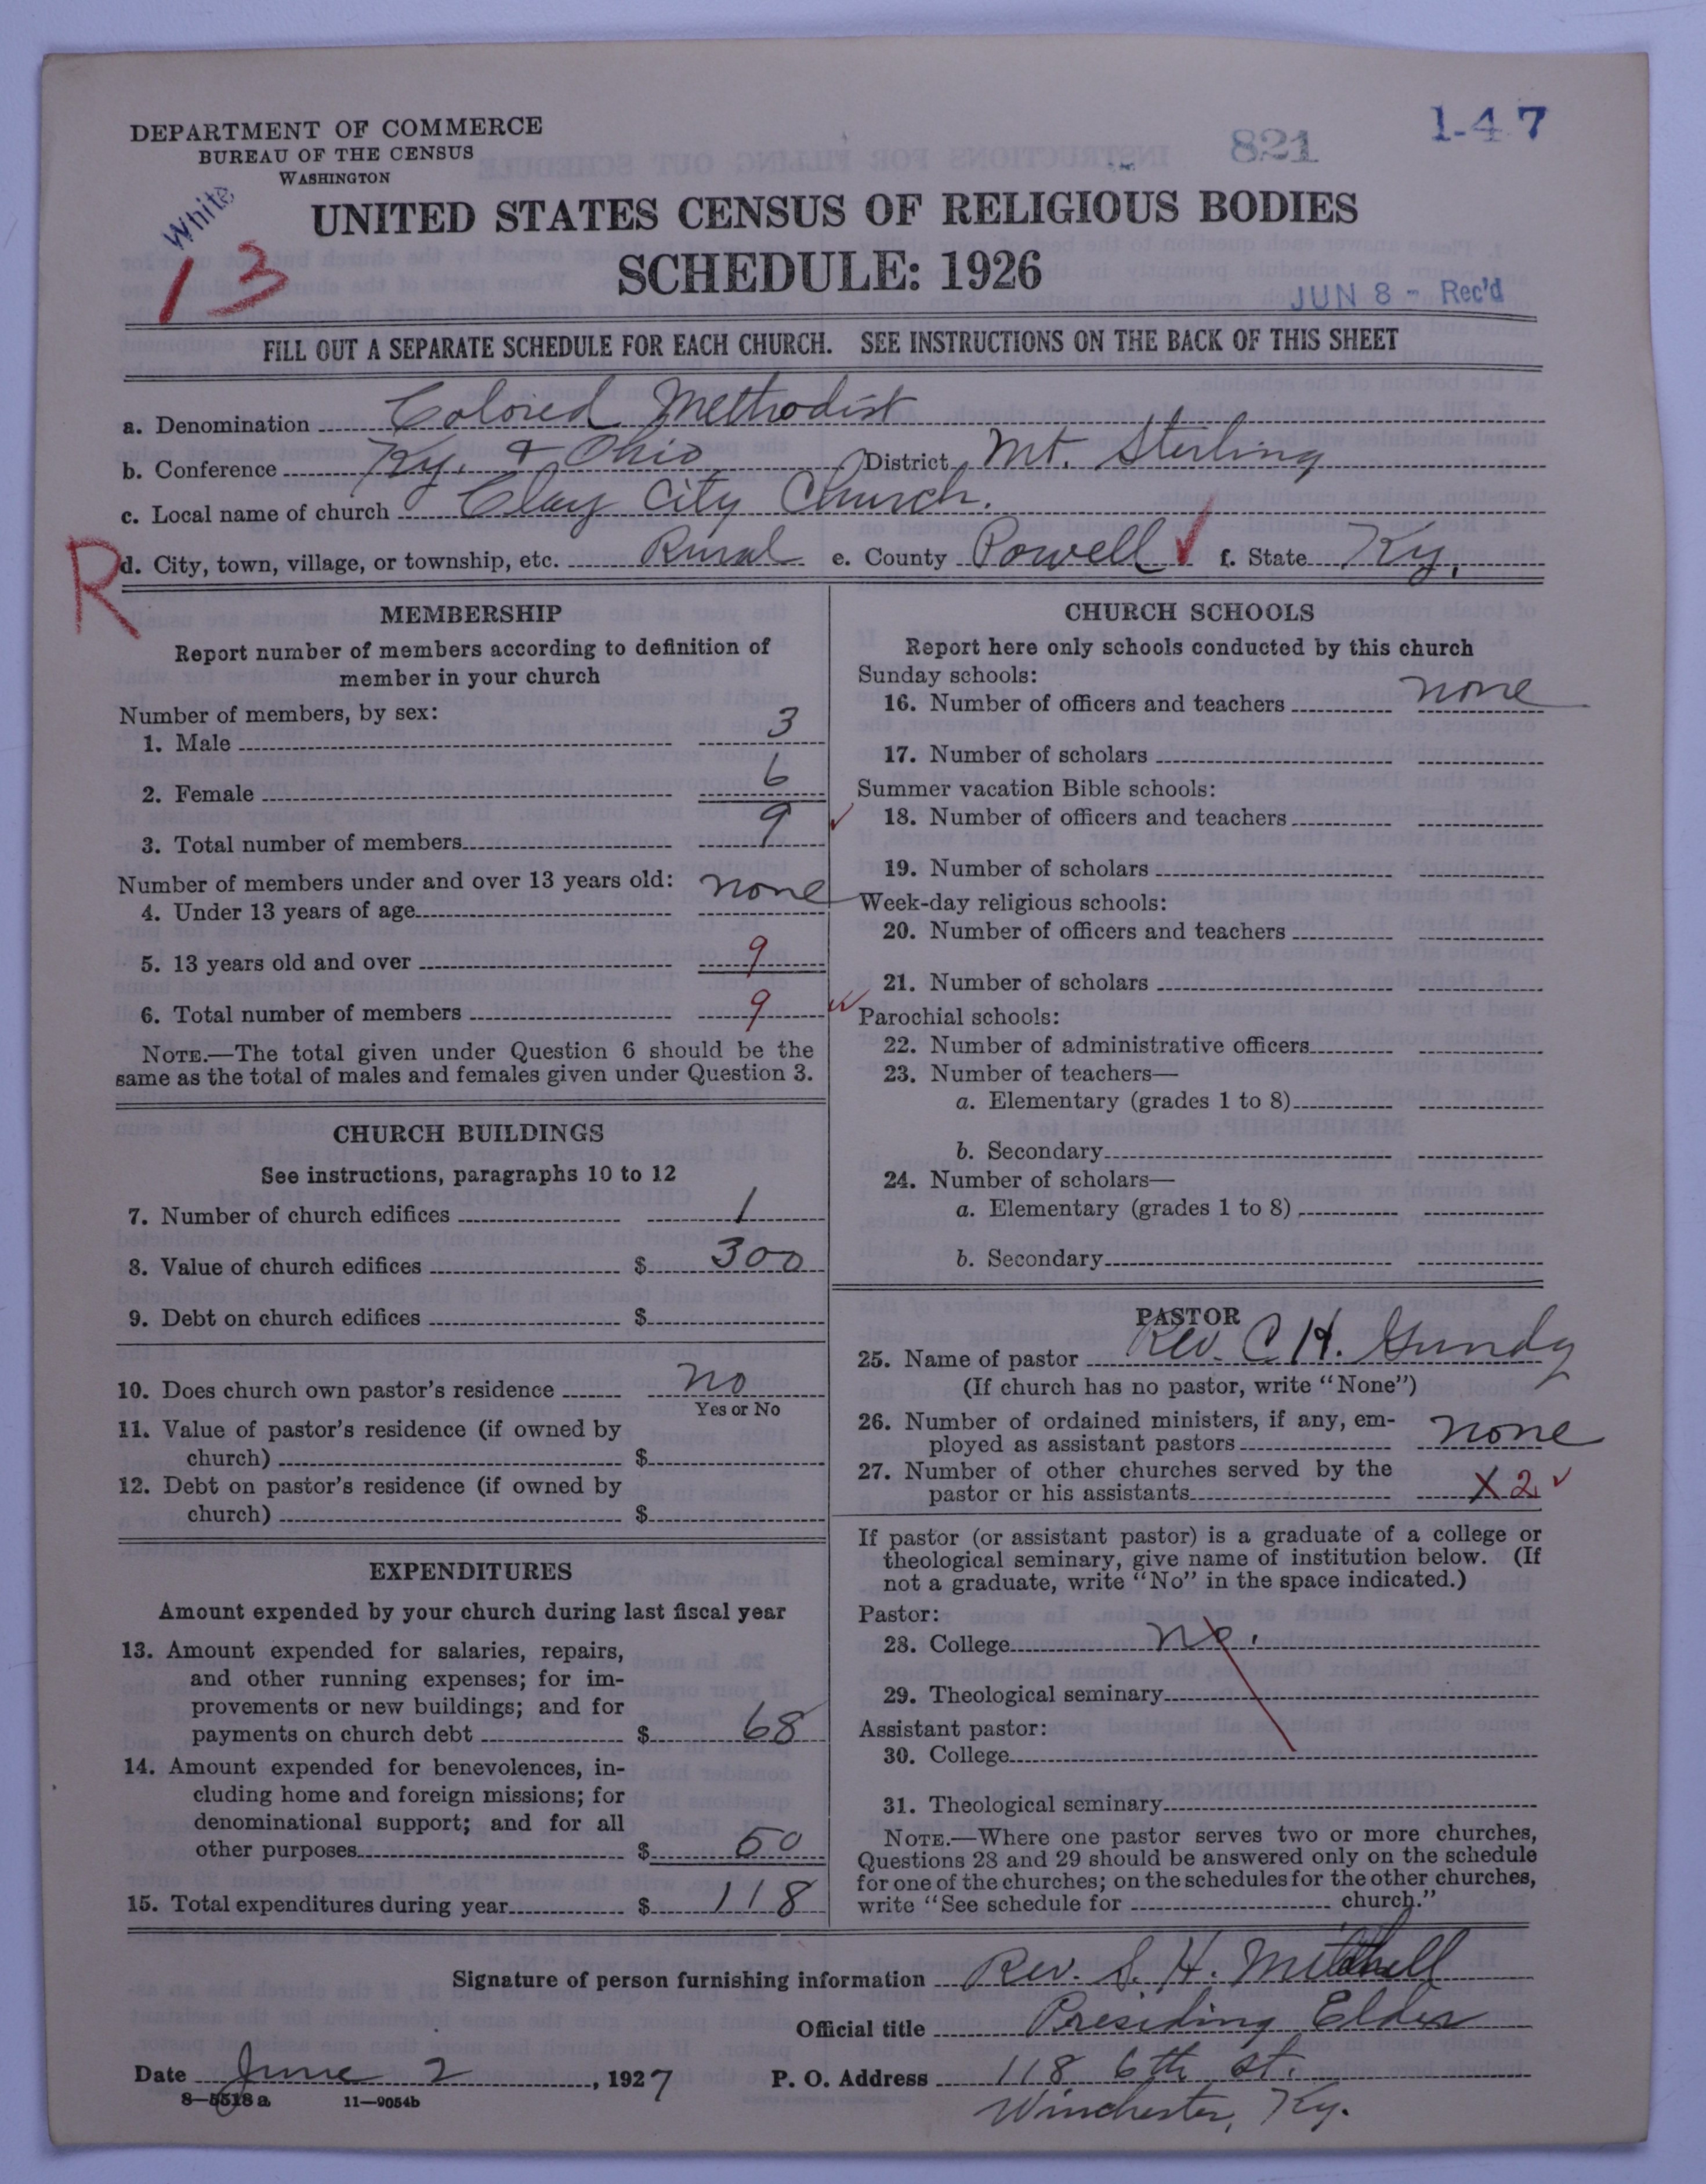 DEPARTMENT OF COMMERCE
BUREAU OF THE CENSUS
WASHINGTON
821
1-47
White
13
UNITED STATES CENSUS OF RELIGIOUS BODIES
SCHEDULE: 1926
JUN 8 - Rec'd
FILL OUT A SEPARATE SCHEDULE FOR EACH CHURCH. SEE INSTRUCTIONS ON THE BACK OF THIS SHEET
a. Denomination Colored Methodist
b. Conference Ky. & Ohio District Mt. Sterling
c. Local name of church Clay City Church.
R
d. City, town, village, or township, etc. Rural e. County Powell ✓ f. State Ky.
MEMBERSHIP
Report number of members according to definition of
member in your church
Number of members, by sex:
1. Male 3
2. Female 6
3. Total number of members 9 ✓
Number of members under and over 13 years old:
4. Under 13 years of age none
5. 13 years old and over 9
6. Total number of members 9 ✓✓
NOTE.—The total given under Question 6 should be the
same as the total of males and females given under Question 3.
CHURCH BUILDINGS
See instructions, paragraphs 10 to 12
7. Number of church edifices 1
8. Value of church edifices $ 300
9. Debt on church edifices $
10. Does church own pastor's residence no
Yes or No
11. Value of pastor's residence (if owned by
church) $
12. Debt on pastor's residence (if owned by
church) $
EXPENDITURES
Amount expended by your church during last fiscal year
13. Amount expended for salaries, repairs,
and other running expenses; for im-
provements or new buildings; and for
payments on church debt $ 68
14. Amount expended for benevolences, in-
cluding home and foreign missions; for
denominational support; and for all
other purposes $ 50
15. Total expenditures during year $ 118
CHURCH SCHOOLS
Report here only schools conducted by this church
Sunday schools:
16. Number of officers and teachers none
17. Number of scholars
Summer vacation Bible schools:
18. Number of officers and teachers
19. Number of scholars
Week-day religious schools:
20. Number of officers and teachers
21. Number of scholars
Parochial schools:
22. Number of administrative officers
23. Number of teachers—
a. Elementary (grades 1 to 8)
b. Secondary
24. Number of scholars—
a. Elementary (grades 1 to 8)
b. Secondary
PASTOR
25. Name of pastor Rev. C. H. Gundy
(If church has no pastor, write "None")
26. Number of ordained ministers, if any, em-
ployed as assistant pastors none
27. Number of other churches served by the
pastor or his assistants X 2 ✓
If pastor (or assistant pastor) is a graduate of a college or
theological seminary, give name of institution below. (If
not a graduate, write "No" in the space indicated.)
Pastor:
28. College no.
29. Theological seminary
Assistant pastor:
30. College
31. Theological seminary
NOTE.—Where one pastor serves two or more churches,
Questions 28 and 29 should be answered only on the schedule
for one of the churches; on the schedules for the other churches,
write "See schedule for church."
Signature of person furnishing information Rev. S. H. Mitchell
Official title Presiding Elder
Date June 2, 1927 P. O. Address 118 6th St.
Winchester, Ky.
8—5518 a 11—9054b